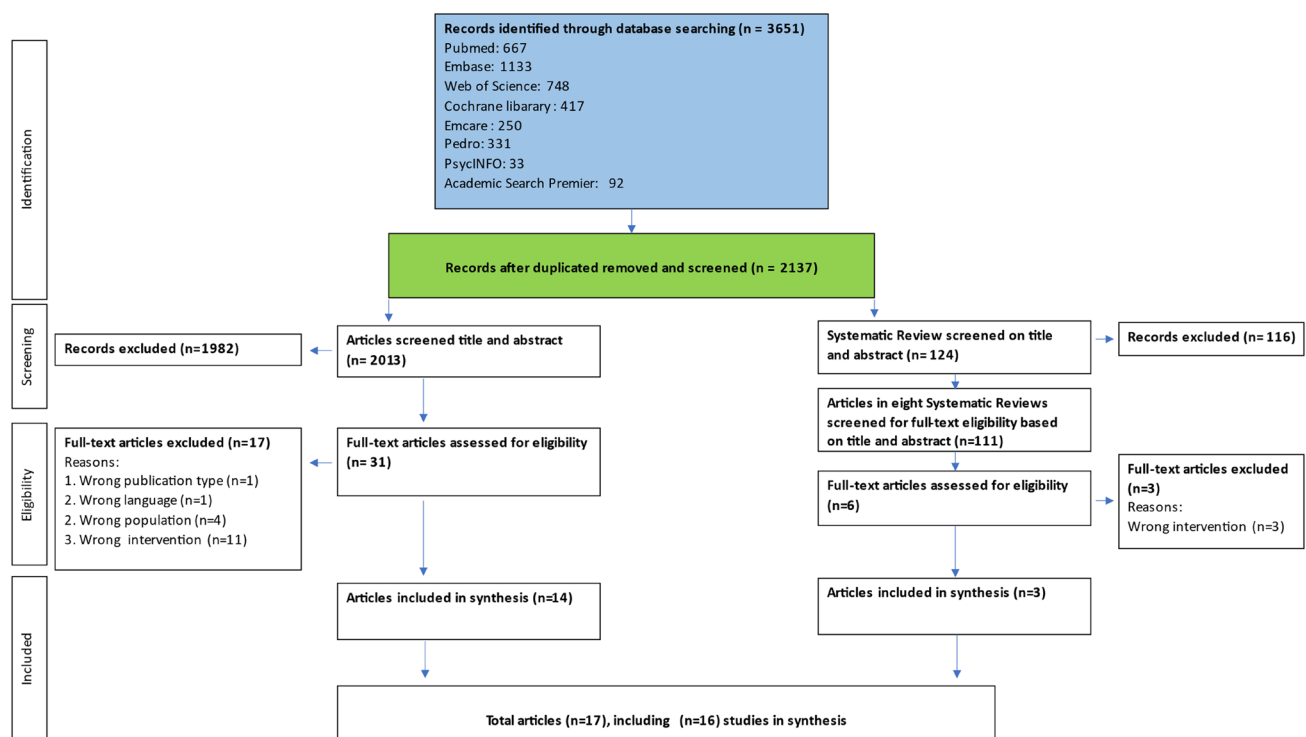 Records identified through database searching (n = 3651)
Pubmed: 667
Embase: 1133
Web of Science: 748
Cochrane libarary : 417
Emcare : 250
Pedro: 331
PsycINFO: 33
Academic Search Premier: 92
Identification
Records after duplicated removed and screened (n = 2137)
Screening
Records excluded (n=1982)
Articles screened title and abstract
(n= 2013)
Systematic Review screened on title
and abstract (n= 124)
Records excluded (n= 116)
Articles in eight Systematic Reviews
screened for full-text eligibility based
on title and abstract (n=111)
Eligibility
Full-text articles excluded (n=17)
Reasons:
1. Wrong publication type (n=1)
2. Wrong language (n=1)
2. Wrong population (n=4)
3. Wrong intervention (n=11)
Full-text articles assessed for eligibility
(n= 31)
Full-text articles assessed for eligibility
(n=6)
Full-text articles excluded
(n=3)
Reasons:
Wrong intervention (n=3)
Included
Articles included in synthesis (n=14)
Articles included in synthesis (n=3)
Total articles (n=17), including (n=16) studies in synthesis